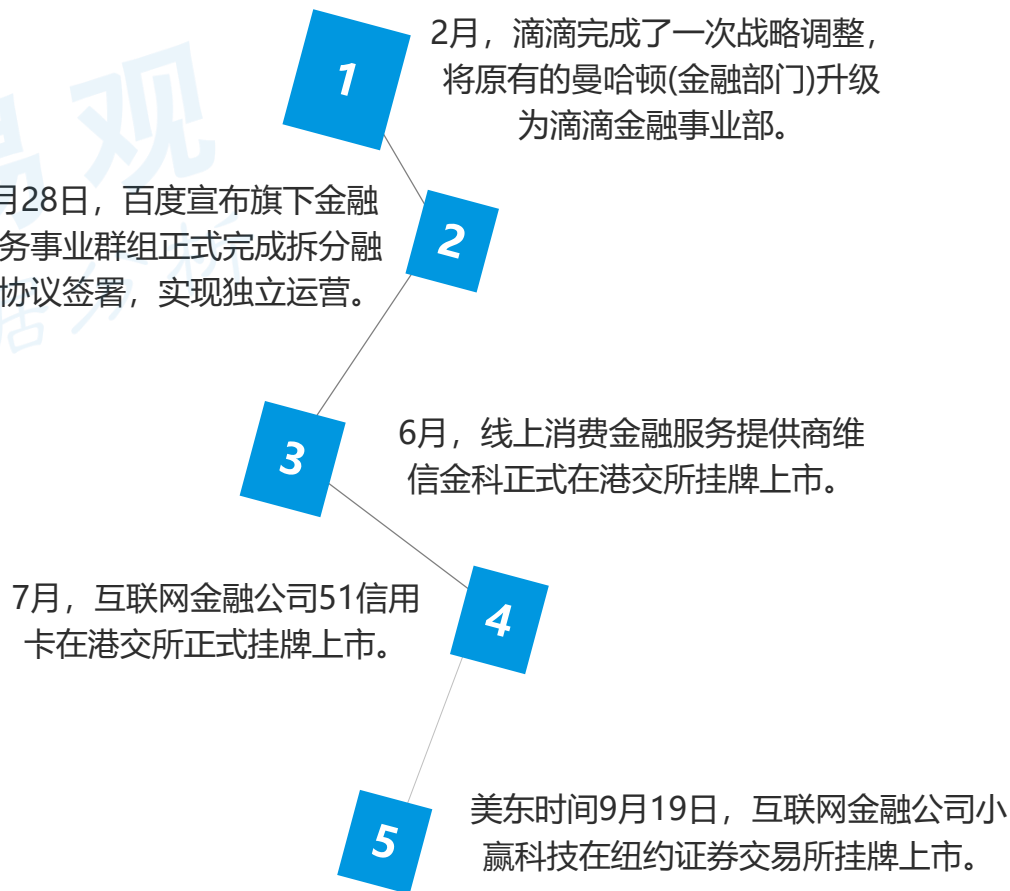 1
2月，滴滴完成了一次战略调整，
将原有的曼哈顿(金融部门)升级
为滴滴金融事业部。
2
月28日，百度宣布旗下金融
务事业群组正式完成拆分融
协议签署，实现独立运营。
3
6月，线上消费金融服务提供商维
信金科正式在港交所挂牌上市。
4
7月，互联网金融公司51信用
卡在港交所正式挂牌上市。
5
美东时间9月19日，互联网金融公司小
赢科技在纽约证券交易所挂牌上市。
观
分析